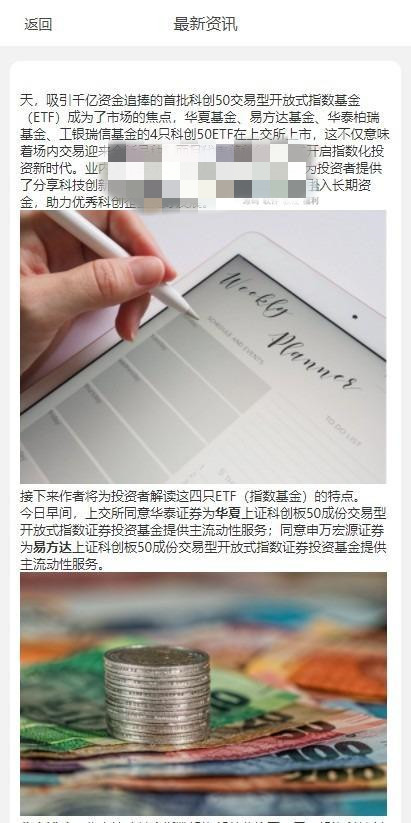 返回
最新资讯
天，吸引千亿资金追捧的首批科创50交易型开放式指数基金
（ETF）成为了市场的焦点，华夏基金、易方达基金、华泰柏瑞
基金、工银瑞信基金的4只科创50ETF在上交所上市，这不仅意味
着场内交易迎来 开启指数化投
资新时代。业内 为投资者提供
了分享科技创新 入长期资
金，助力优秀科创企
Weekly
Planner
SCHEDULE AND EVENTS
TO DO LIST
接下来作者将为投资者解读这四只ETF（指数基金）的特点。
今日早间，上交所同意华泰证券为华夏上证科创板50成份交易型
开放式指数证券投资基金提供主流动性服务；同意申万宏源证券
为易方达上证科创板50成份交易型开放式指数证券投资基金提供
主流动性服务。